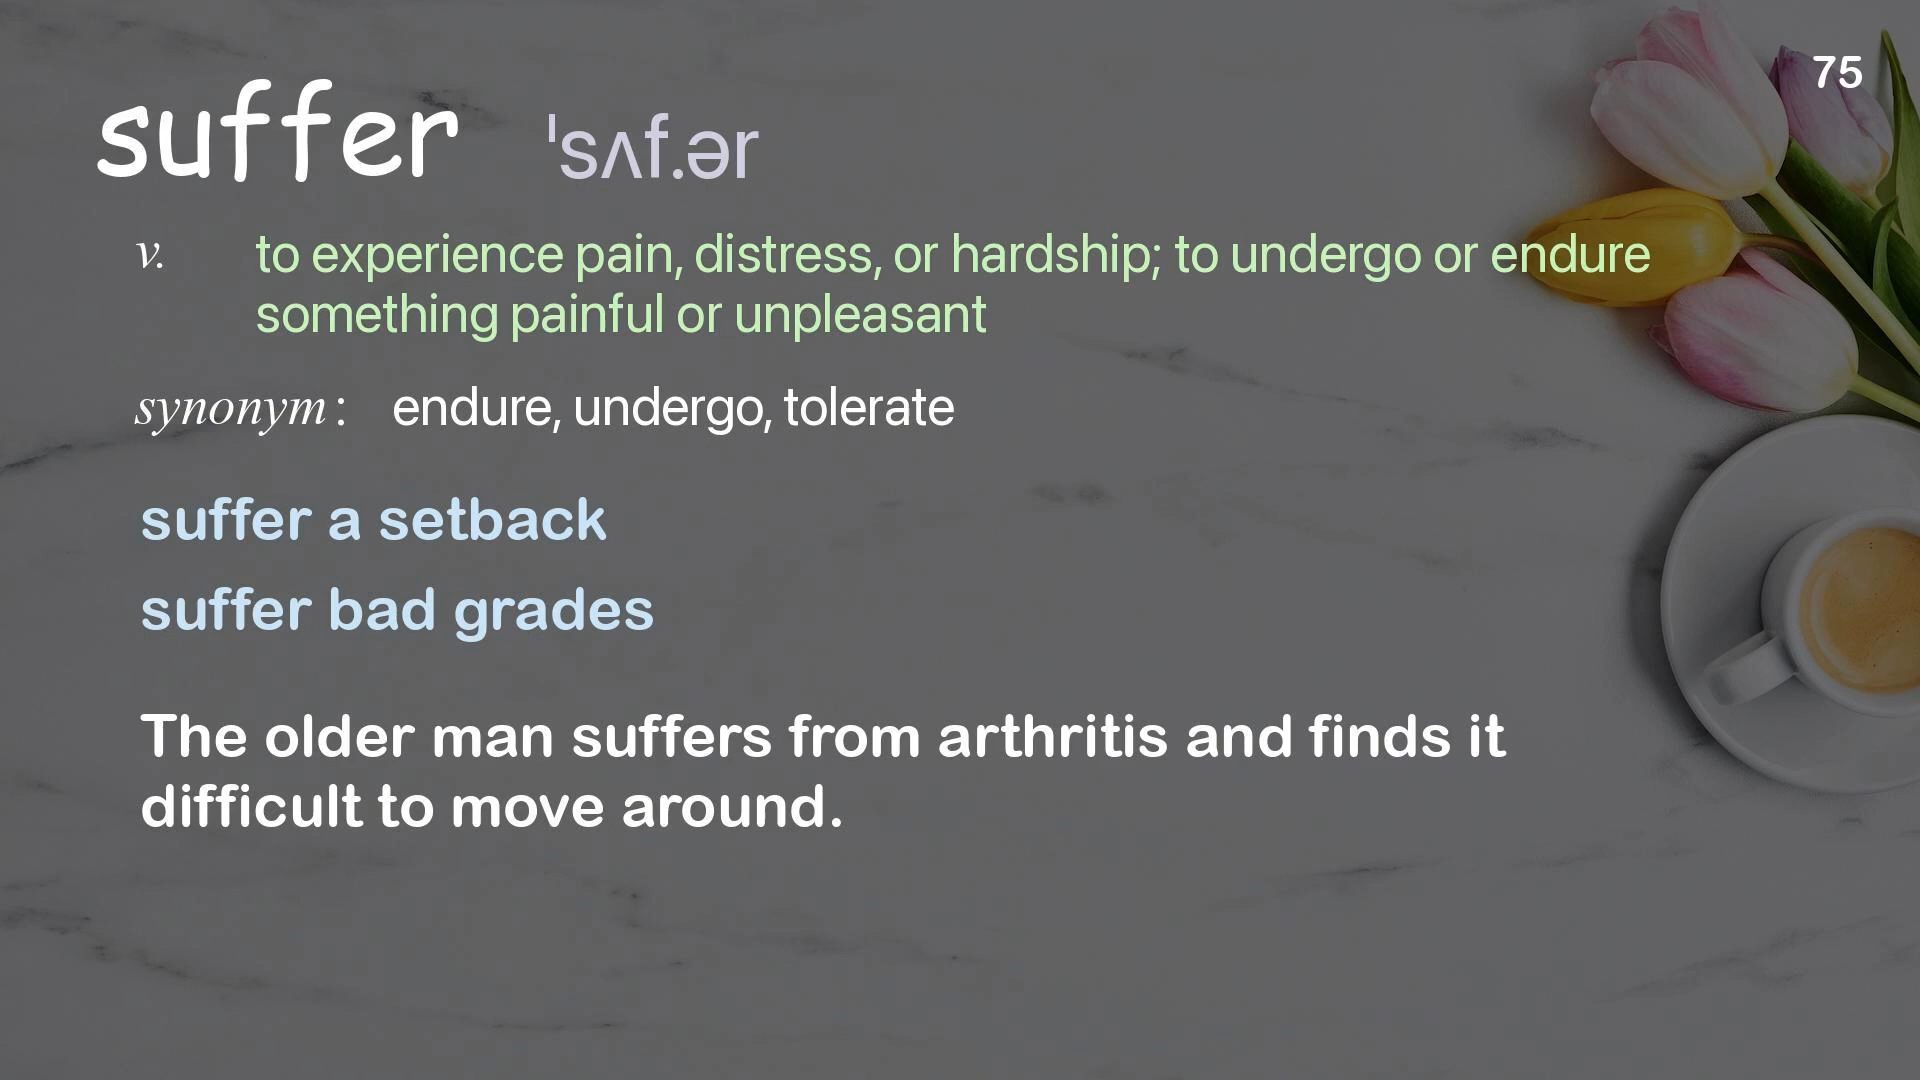 75
suffer ˈsʌf.ər
v. to experience pain, distress, or hardship; to undergo or endure
something painful or unpleasant
synonym : endure, undergo, tolerate
suffer a setback
suffer bad grades
The older man suffers from arthritis and finds it
difficult to move around.